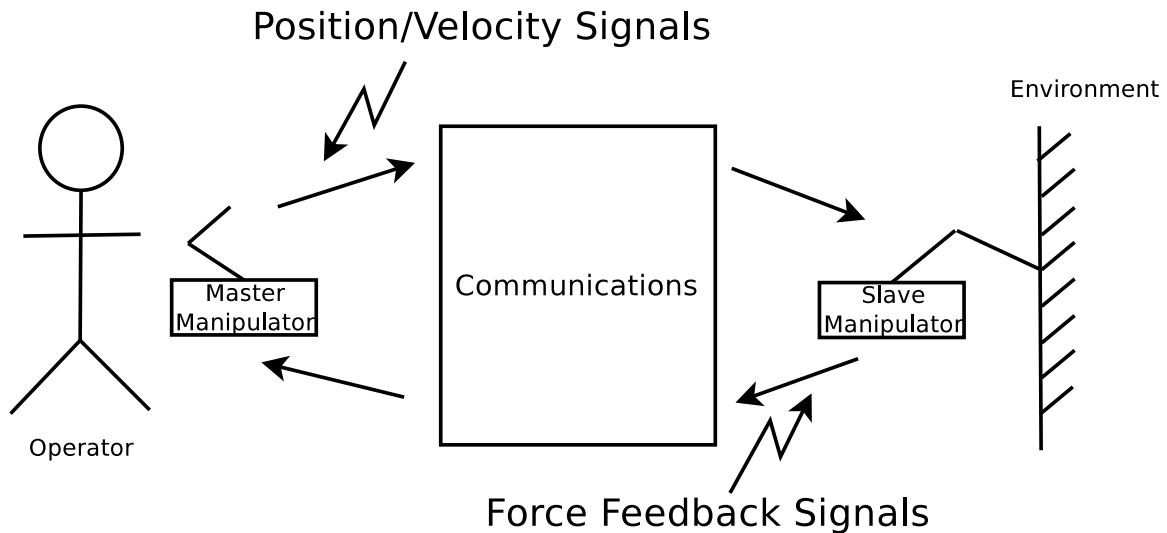 Position/Velocity Signals
Environment
Master
Manipulator
Communications
Slave
Manipulator
Operator
Force Feedback Signals